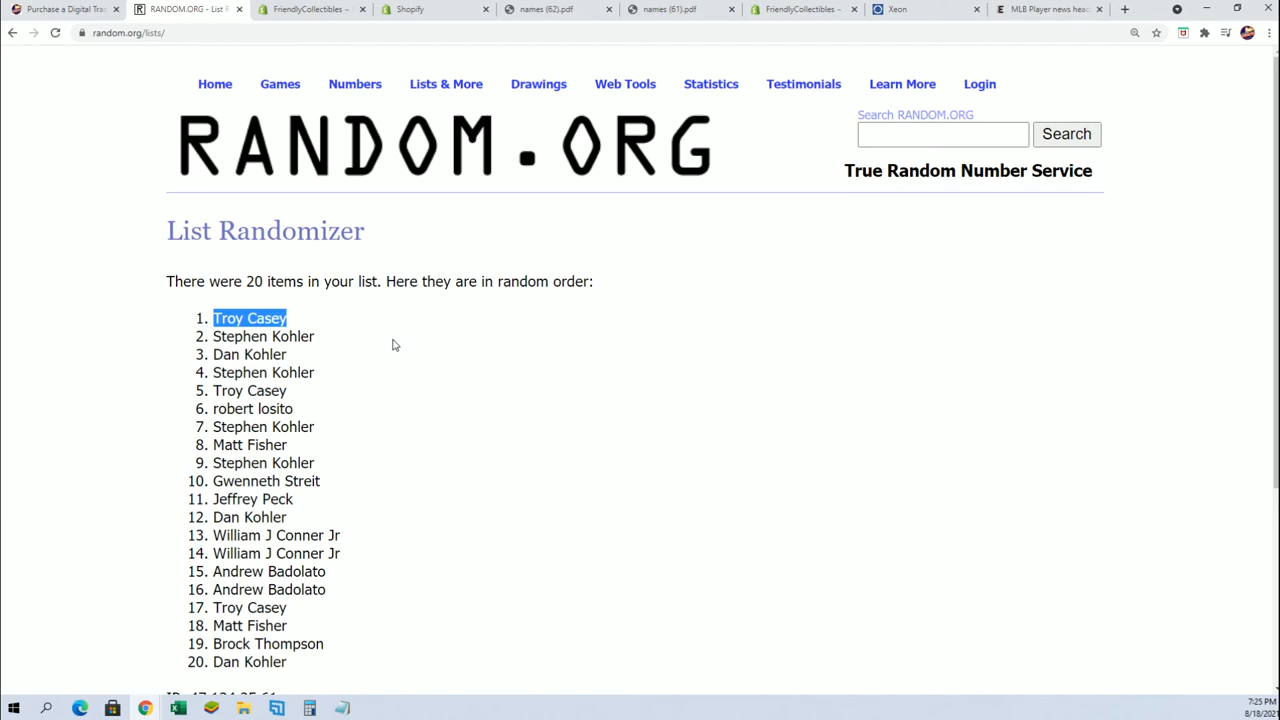 Purchase a Digital Trac
RANDOM.ORG - List R
FriendlyCollectibles –
Shopify
names (62).pdf
names (61).pdf
FriendlyCollectibles –
Xeon
MLB Player news head
random.org/lists/
Home Games Numbers Lists & More Drawings Web Tools Statistics Testimonials Learn More Login
Search RANDOM.ORG
Search
RANDOM.ORG
True Random Number Service
List Randomizer
There were 20 items in your list. Here they are in random order:
1. Troy Casey
2. Stephen Kohler
3. Dan Kohler
4. Stephen Kohler
5. Troy Casey
6. robert losito
7. Stephen Kohler
8. Matt Fisher
9. Stephen Kohler
10. Gwenneth Streit
11. Jeffrey Peck
12. Dan Kohler
13. William J Conner Jr
14. William J Conner Jr
15. Andrew Badolato
16. Andrew Badolato
17. Troy Casey
18. Matt Fisher
19. Brock Thompson
20. Dan Kohler
7:25 PM
8/18/2021